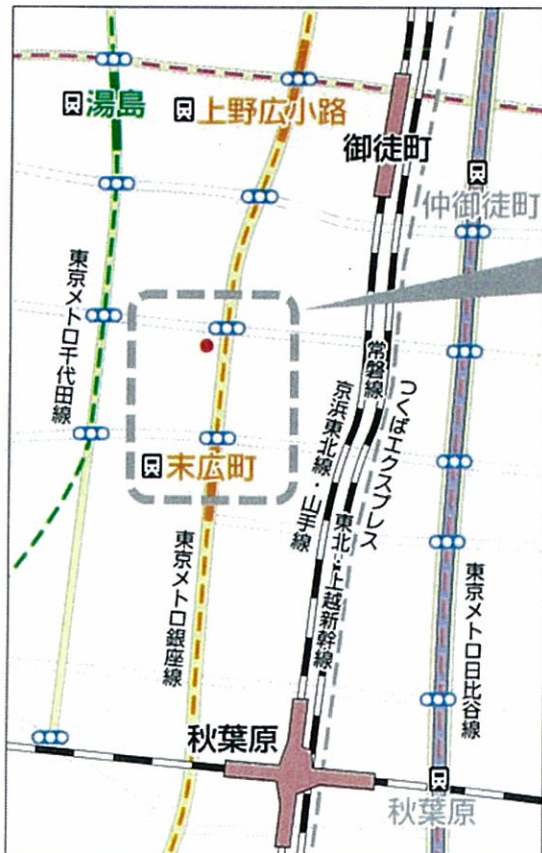 湯島
上野広小路
御徒町
仲御徒町
東京メトロ千代田線
常磐線
つくばエクスプレス
京浜東北線・山手線
東北・上越新幹線
末広町
東京メトロ銀座線
東京メトロ日比谷線
秋葉原
秋葉原